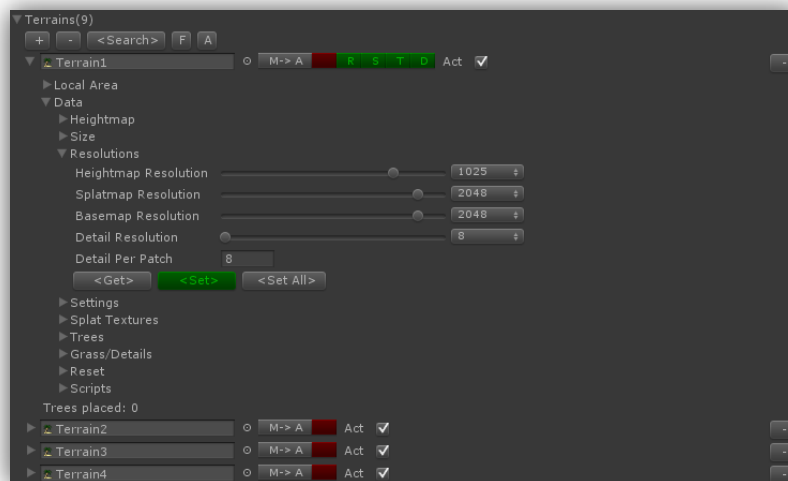 Terrains(9)
+ - <Search> F A
Terrain1 M-> A R S T D Act -
Local Area
Data
Heightmap
Size
Resolutions
Heightmap Resolution 1025
Splatmap Resolution 2048
Basemap Resolution 2048
Detail Resolution 8
Detail Per Patch 8
<Get> <Set> <Set All>
Settings
Splat Textures
Trees
Grass/Details
Reset
Scripts
Trees placed: 0
Terrain2 M-> A Act -
Terrain3 M-> A Act -
Terrain4 M-> A Act -